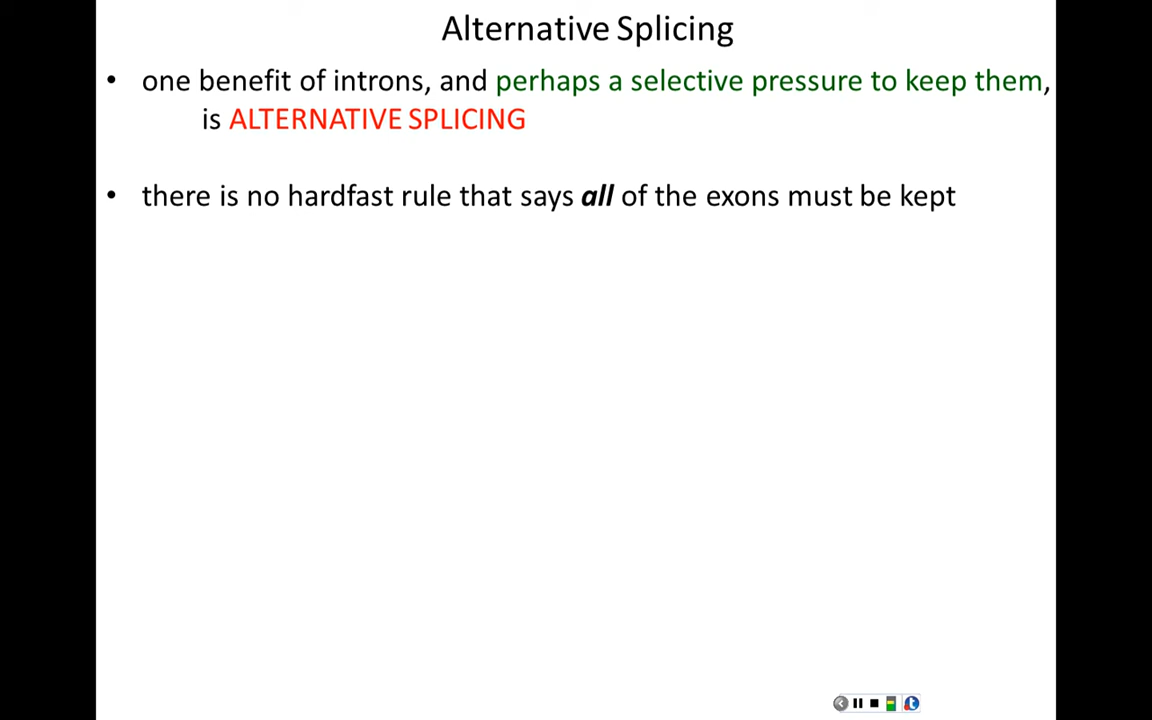 Alternative Splicing
• one benefit of introns, and perhaps a selective pressure to keep them,
is ALTERNATIVE SPLICING
• there is no hardfast rule that says all of the exons must be kept